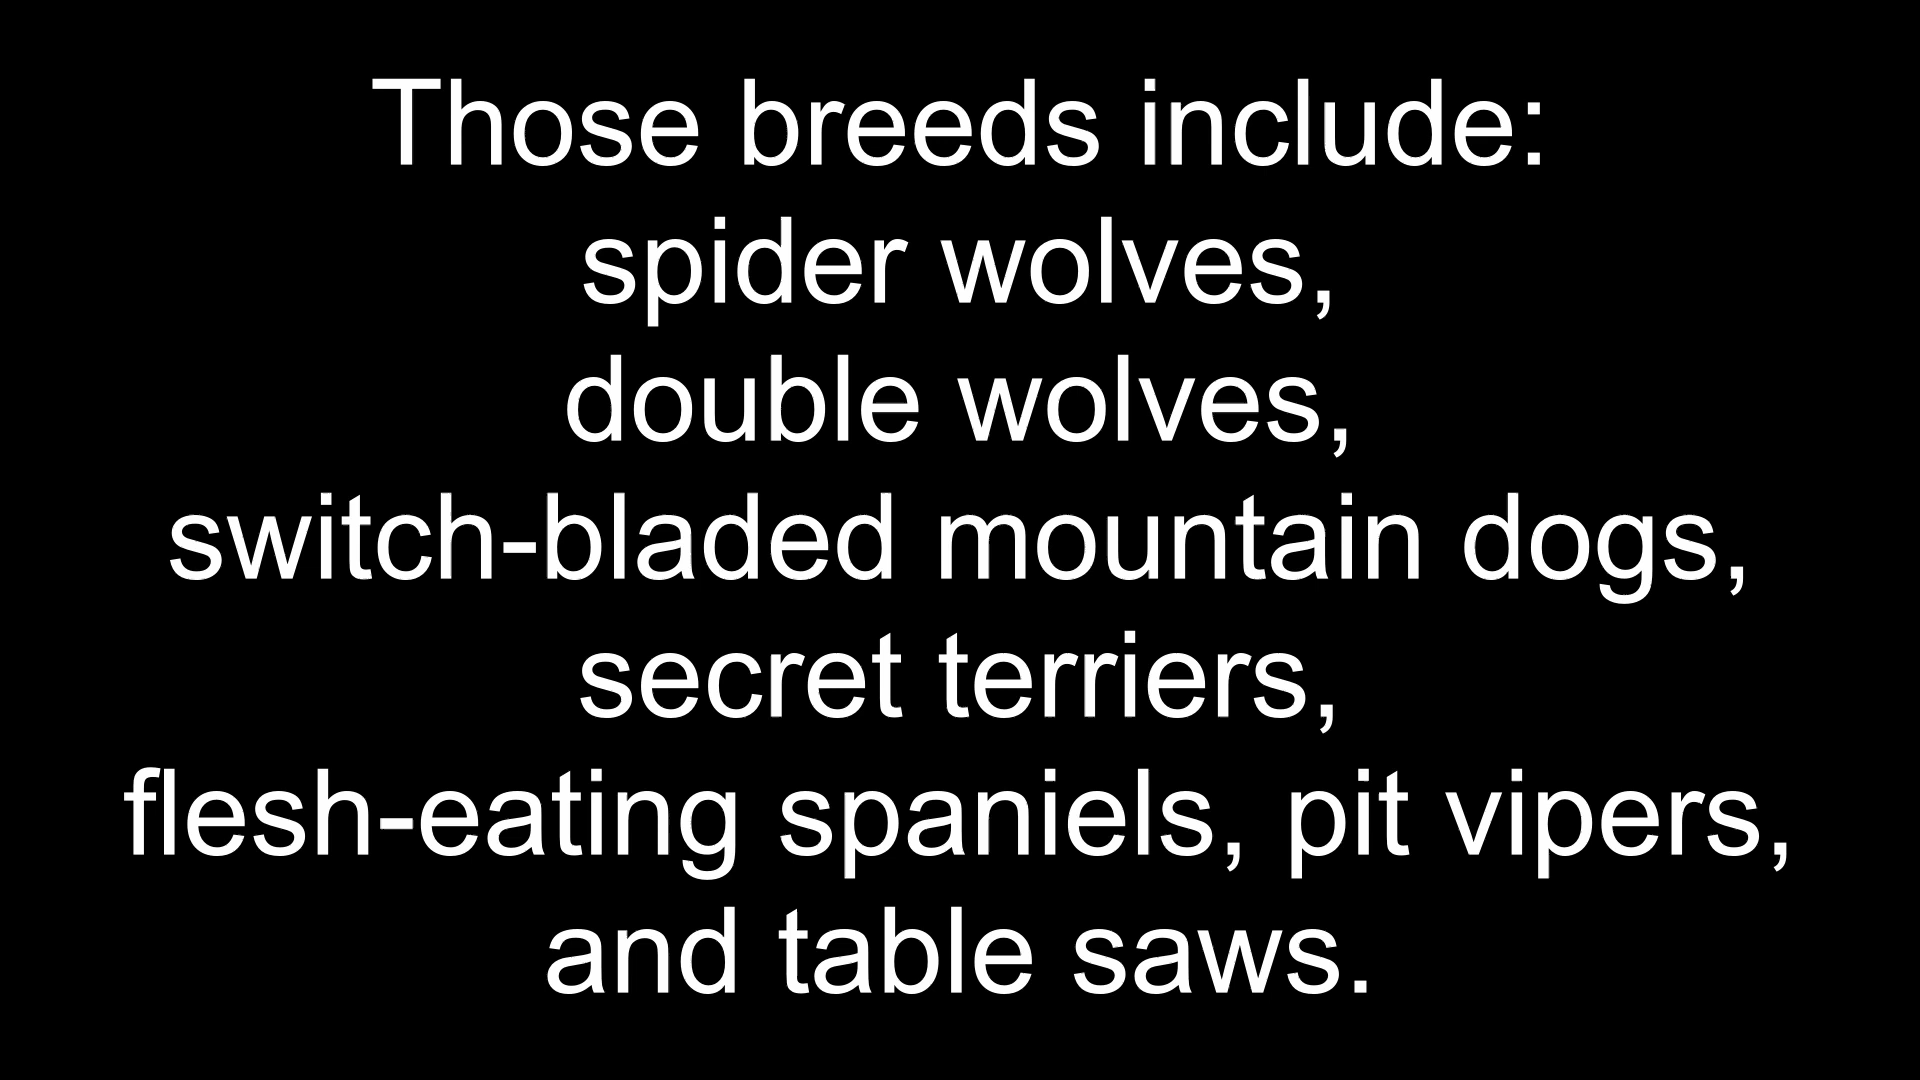 Those breeds include:
spider wolves,
double wolves,
switch-bladed mountain dogs,
secret terriers,
flesh-eating spaniels, pit vipers,
and table saws.